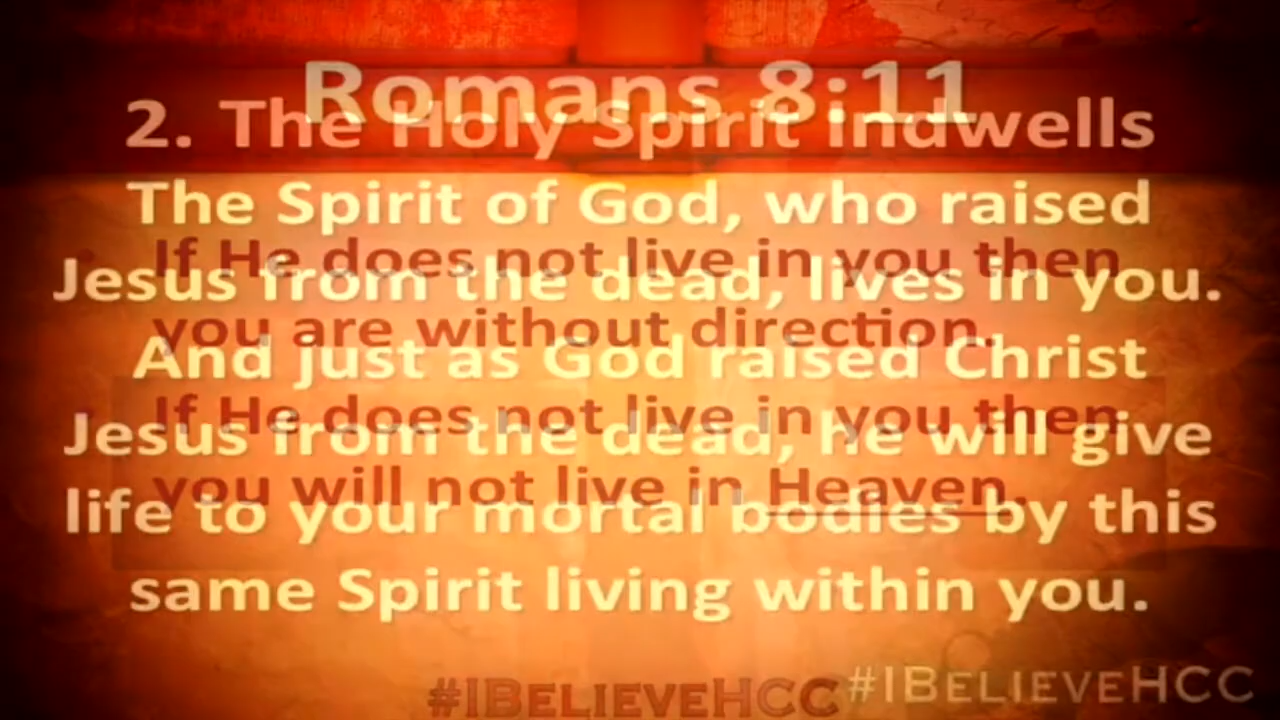 Romans 8:11
2. The Holy Spirit indwells
The Spirit of God, who raised
If He does not live in you then
Jesus from the dead, lives in you.
you are without direction.
And just as God raised Christ
If He does not live in you then
Jesus from the dead, he will give
you will not live in Heaven.
life to your mortal bodies by this
same Spirit living within you.
#IBELIEVEHCC
#IBELIEVEHCC